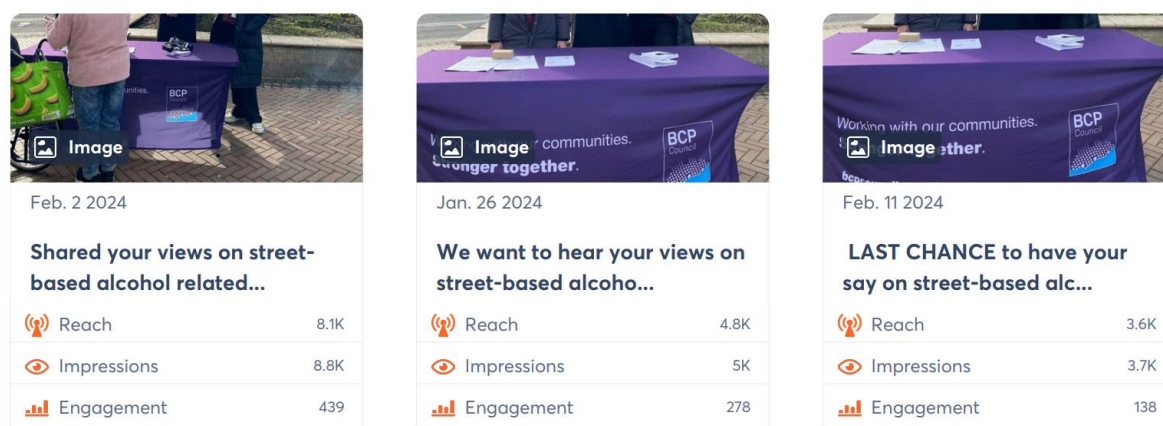 unities.
BCP
Council
Image
Feb. 2 2024
Shared your views on street-
based alcohol related...
Reach 8.1K
Impressions 8.8K
Engagement 439
communities.
Stronger together.
BCP
Council
Image
Jan. 26 2024
We want to hear your views on
street-based alcoho...
Reach 4.8K
Impressions 5K
Engagement 278
Working with our communities.
ether.
BCP
Council
Image
Feb. 11 2024
LAST CHANCE to have your
say on street-based alc...
Reach 3.6K
Impressions 3.7K
Engagement 138